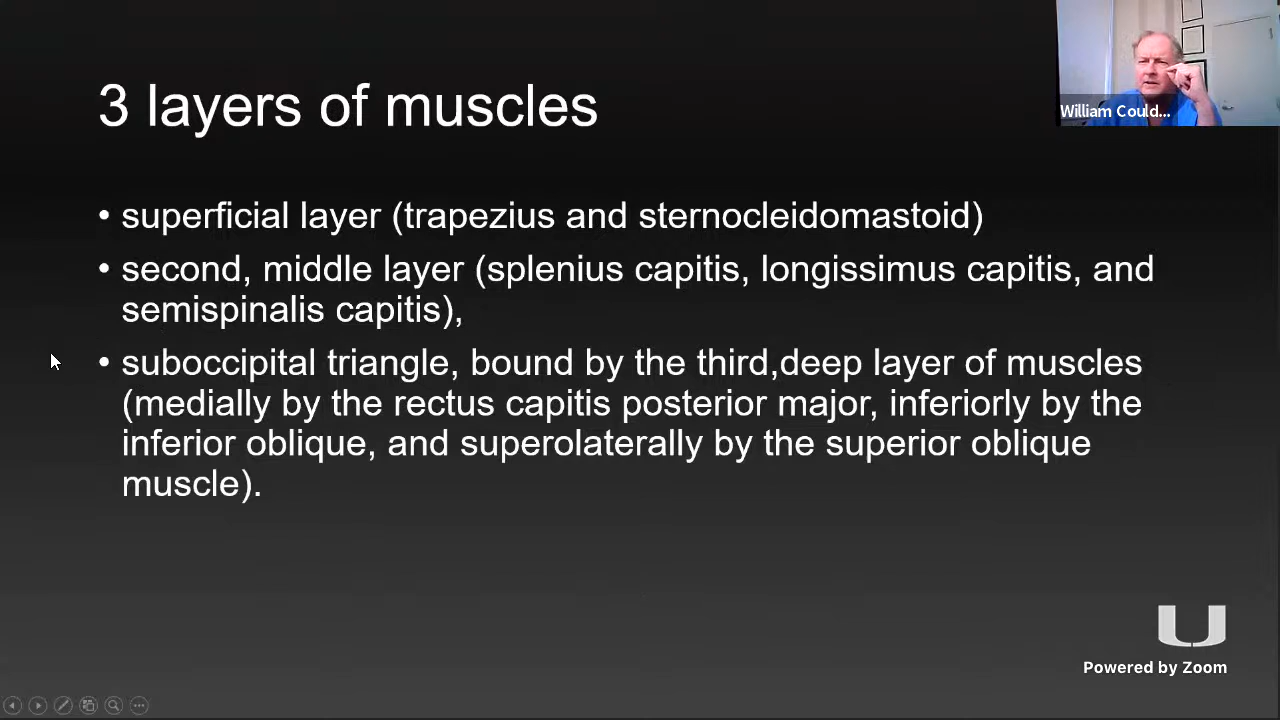 3 layers of muscles
William Could...
• superficial layer (trapezius and sternocleidomastoid)
• second, middle layer (splenius capitis, longissimus capitis, and
semispinalis capitis),
• suboccipital triangle, bound by the third,deep layer of muscles
(medially by the rectus capitis posterior major, inferiorly by the
inferior oblique, and superolaterally by the superior oblique
muscle).
U
Powered by Zoom